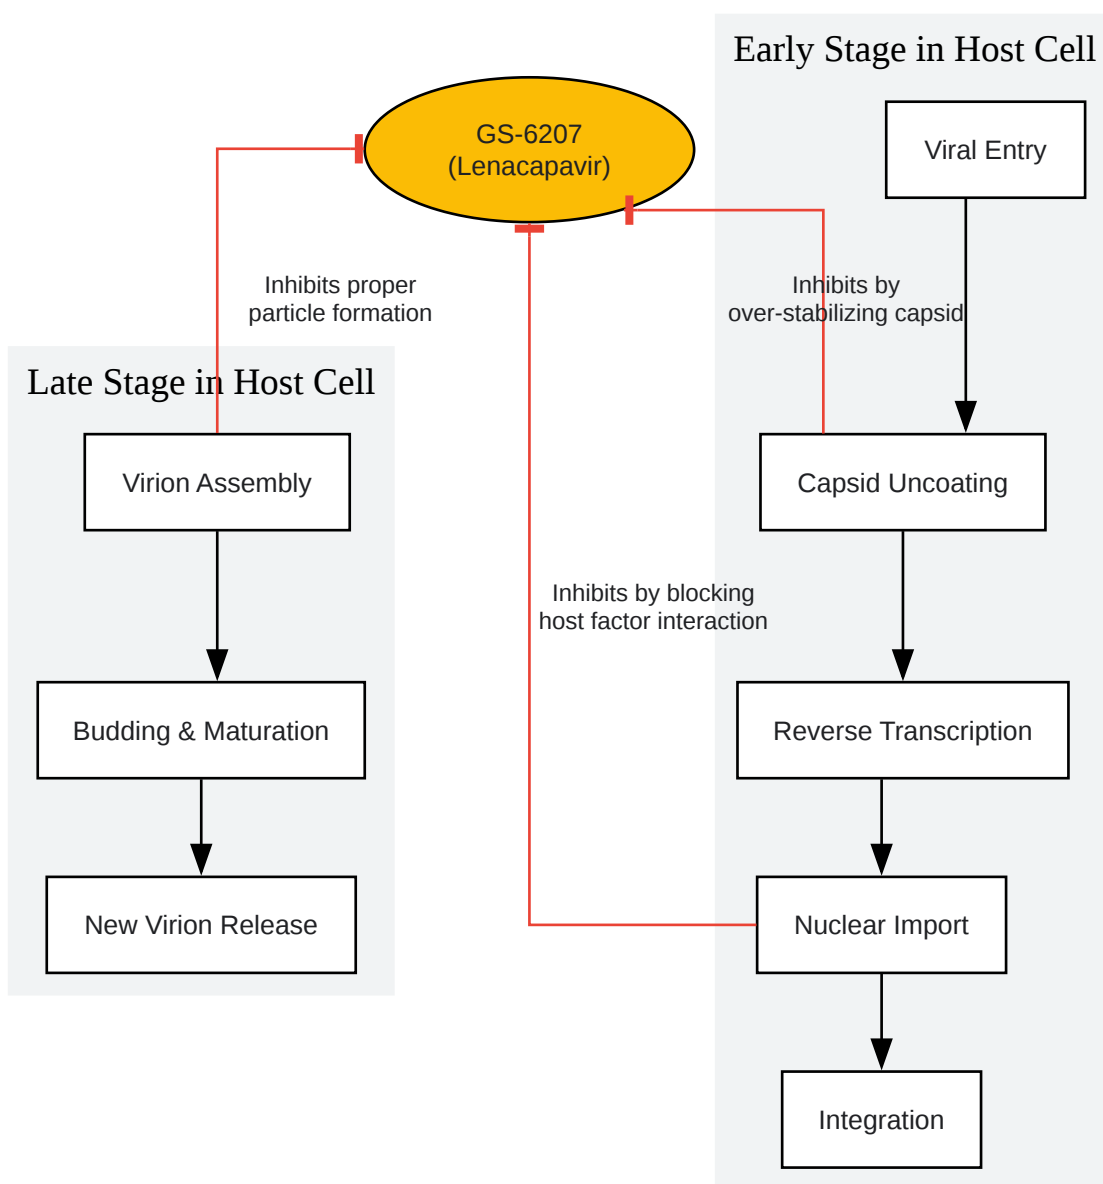 Early Stage in Host Cell
GS-6207
(Lenacapavir)
Viral Entry
Inhibits proper
particle formation
Inhibits by
over-stabilizing capsid
Late Stage in Host Cell
Virion Assembly
Capsid Uncoating
Inhibits by blocking
host factor interaction
Budding & Maturation
Reverse Transcription
New Virion Release
Nuclear Import
Integration